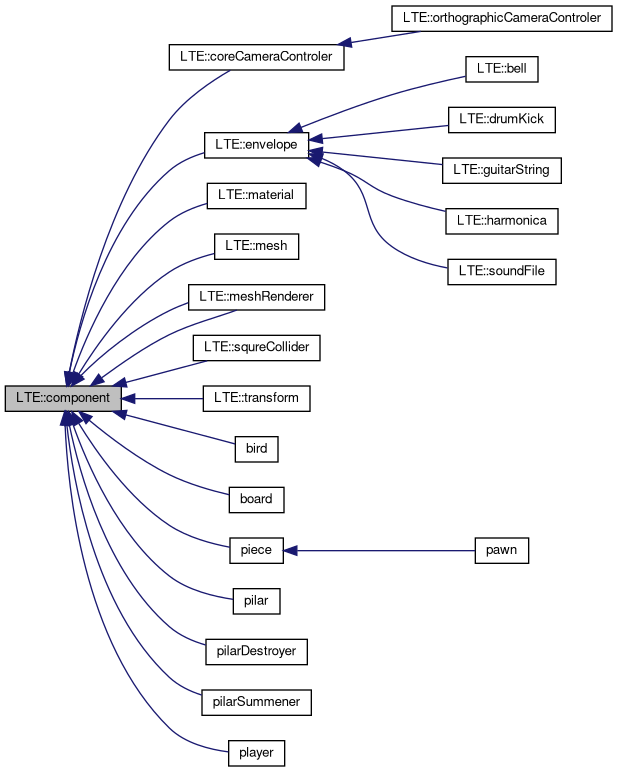 LTE::orthographicCameraControler
LTE::coreCameraControler
LTE::bell
LTE::drumKick
LTE::envelope
LTE::guitarString
LTE::material
LTE::harmonica
LTE::mesh
LTE::soundFile
LTE::meshRenderer
LTE::squreCollider
LTE::component
LTE::transform
bird
board
piece
pawn
pilar
pilarDestroyer
pilarSummener
player